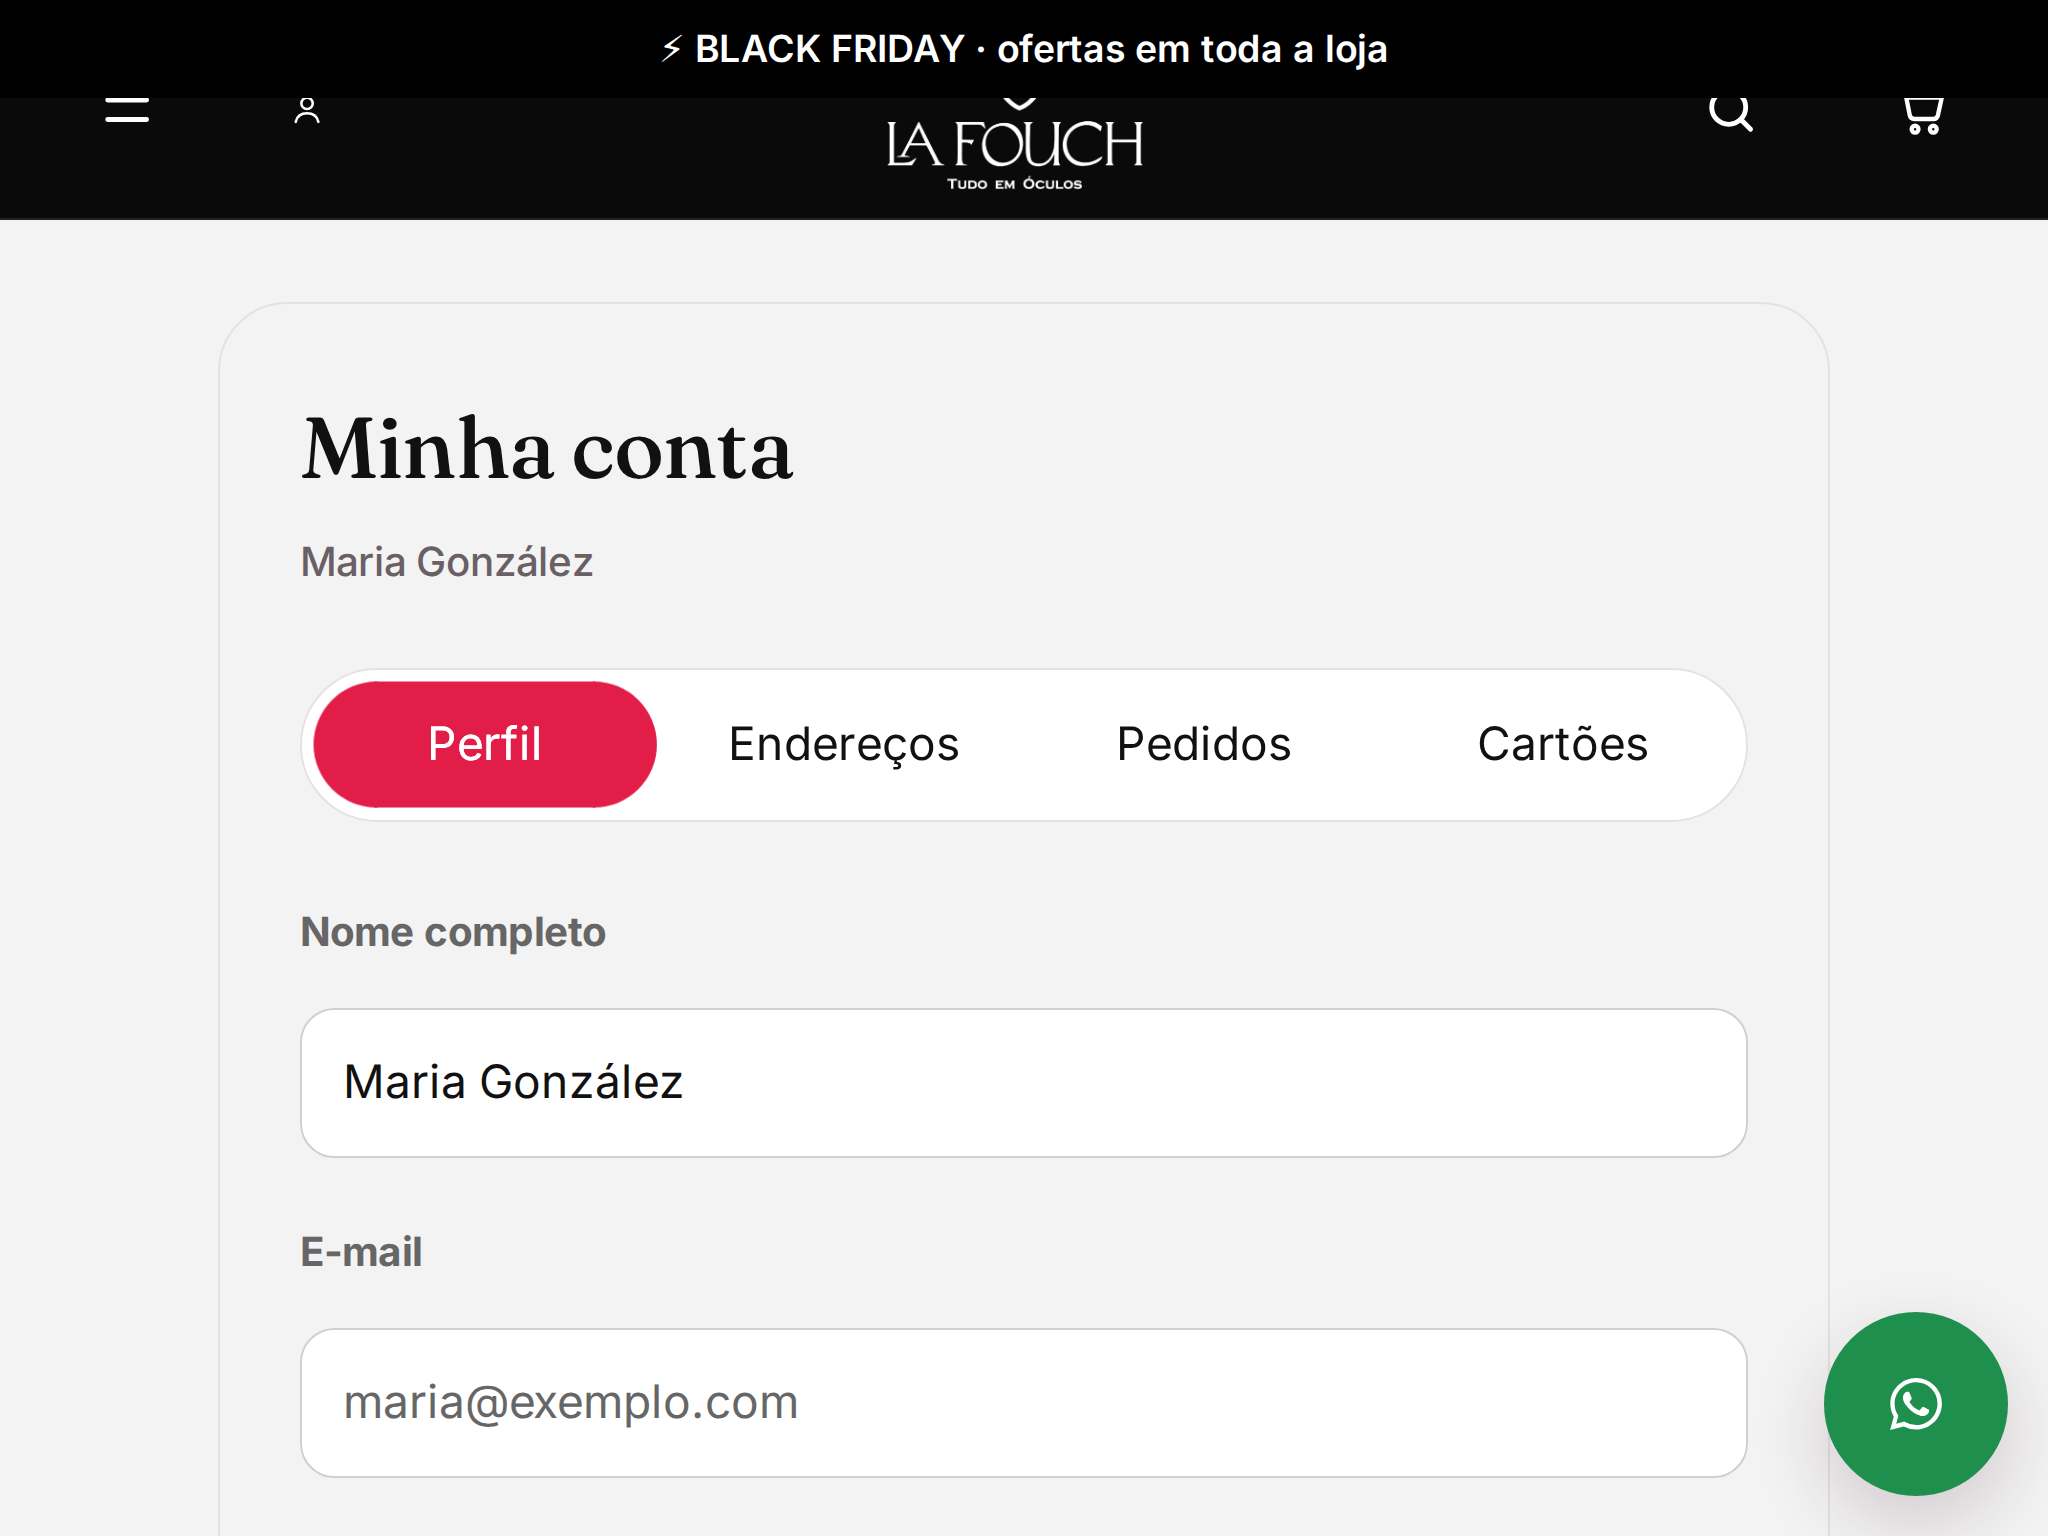 ⚡ BLACK FRIDAY · ofertas em toda a loja
LA FOUCH
TUDO EM ÓCULOS
Minha conta
Maria González
Perfil Endereços Pedidos Cartões
Nome completo
Maria González
E-mail
maria@exemplo.com